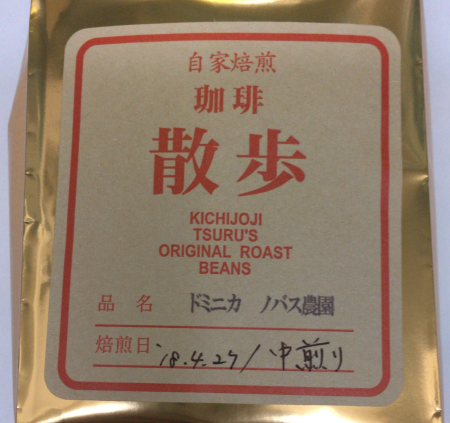 自家焙煎
珈琲
散歩
KICHIJOJI
TSURU'S
ORIGINAL ROAST
BEANS
品名 ドミニカ ノバス農園
焙煎日 '18.4.27/中煎り